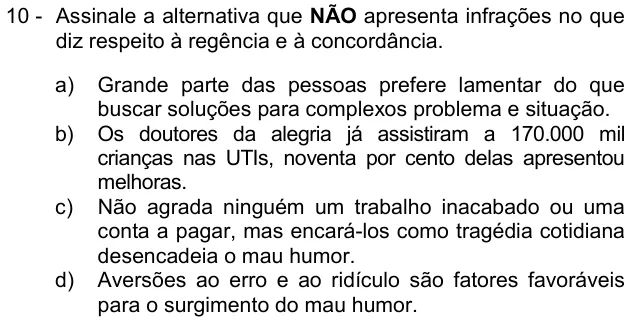 10 - Assinale a alternativa que NÃO apresenta infrações no que
diz respeito à regência e à concordância.
a) Grande parte das pessoas prefere lamentar do que
buscar soluções para complexos problema e situação.
b) Os doutores da alegria já assistiram a 170.000 mil
crianças nas UTIs, noventa por cento delas apresentou
melhoras.
c) Não agrada ninguém um trabalho inacabado ou uma
conta a pagar, mas encará-los como tragédia cotidiana
desencadeia o mau humor.
d) Aversões ao erro e ao ridículo são fatores favoráveis
para o surgimento do mau humor.